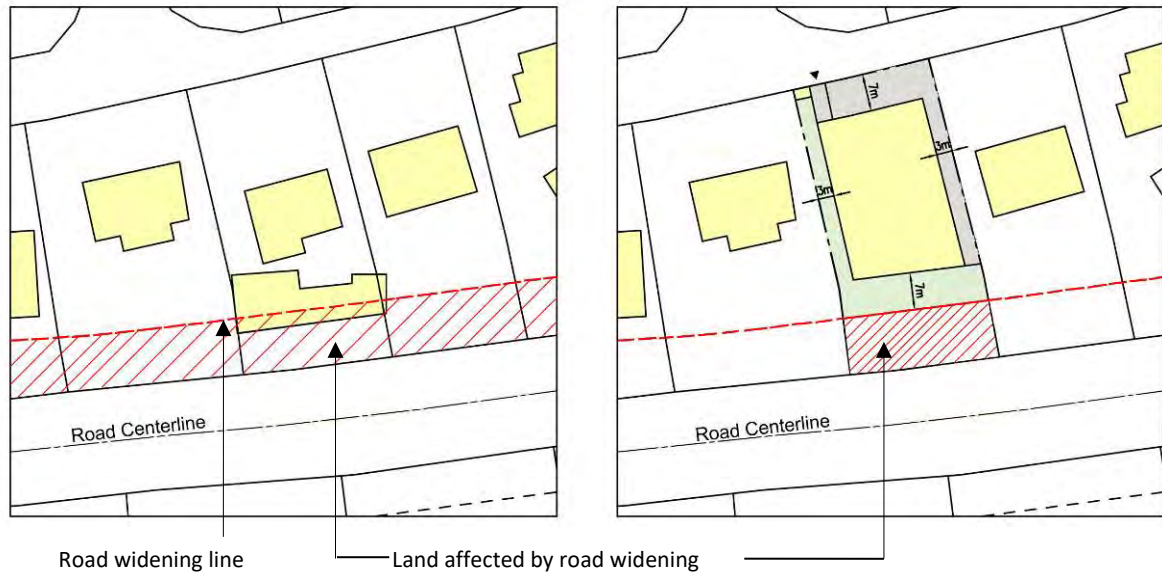 Road Centerline
7m
3m
3m
7m
Road Centerline
Road widening line
Land affected by road widening